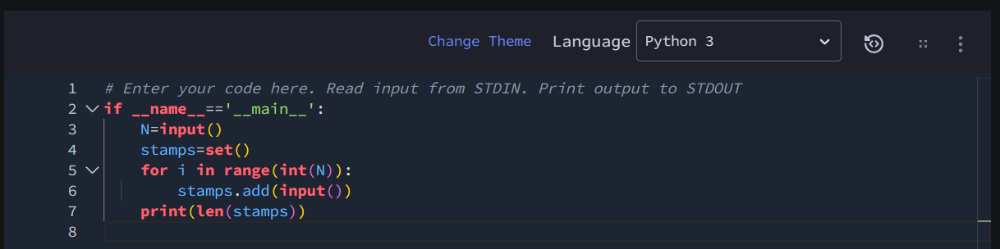 Change Theme Language Python 3
1 # Enter your code here. Read input from STDIN. Print output to STDOUT
2 if __name__=='__main__':
3     N=input()
4     stamps=set()
5     for i in range(int(N)):
6         stamps.add(input())
7     print(len(stamps))
8